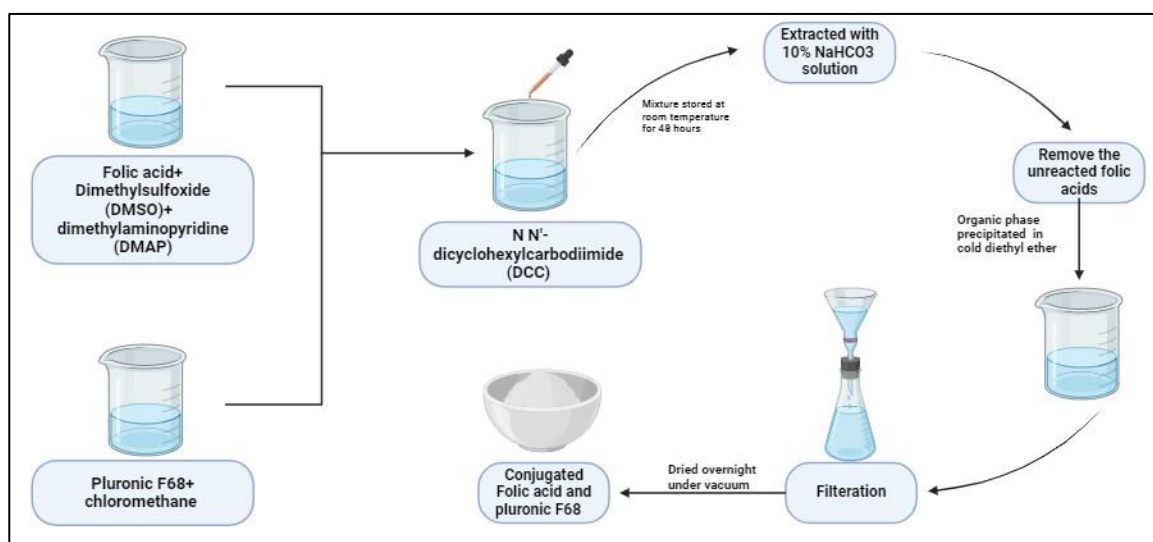 Folic acid+
Dimethylsulfoxide
(DMSO)+
dimethylaminopyridine
(DMAP)
Pluronic F68+
chloromethane
N N'-
dicyclohexylcarbodiimide
(DCC)
Mixture stored at
room temperature
for 48 hours
Extracted with
10% NaHCO3
solution
Remove the
unreacted folic
acids
Organic phase
precipitated in
cold diethyl ether
Filteration
Dried overnight
under vacuum
Conjugated
Folic acid and
pluronic F68